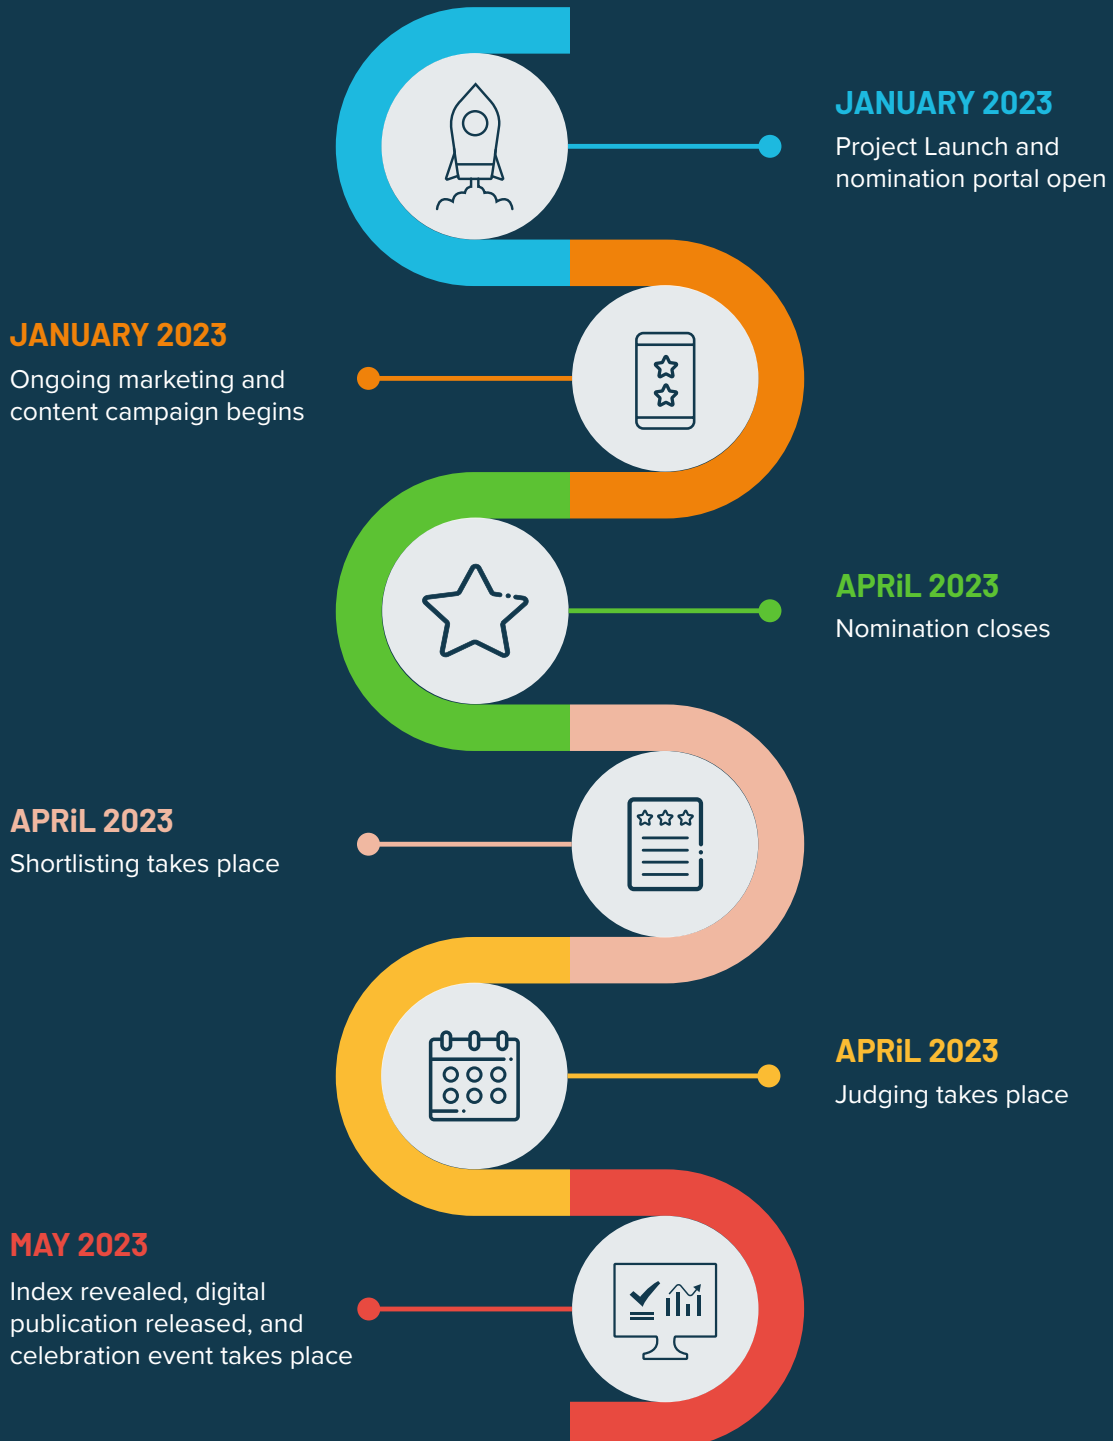 JANUARY 2023
Project Launch and
nomination portal open
JANUARY 2023
Ongoing marketing and
content campaign begins
APRiL 2023
Nomination closes
APRiL 2023
Shortlisting takes place
APRiL 2023
Judging takes place
MAY 2023
Index revealed, digital
publication released, and
celebration event takes place